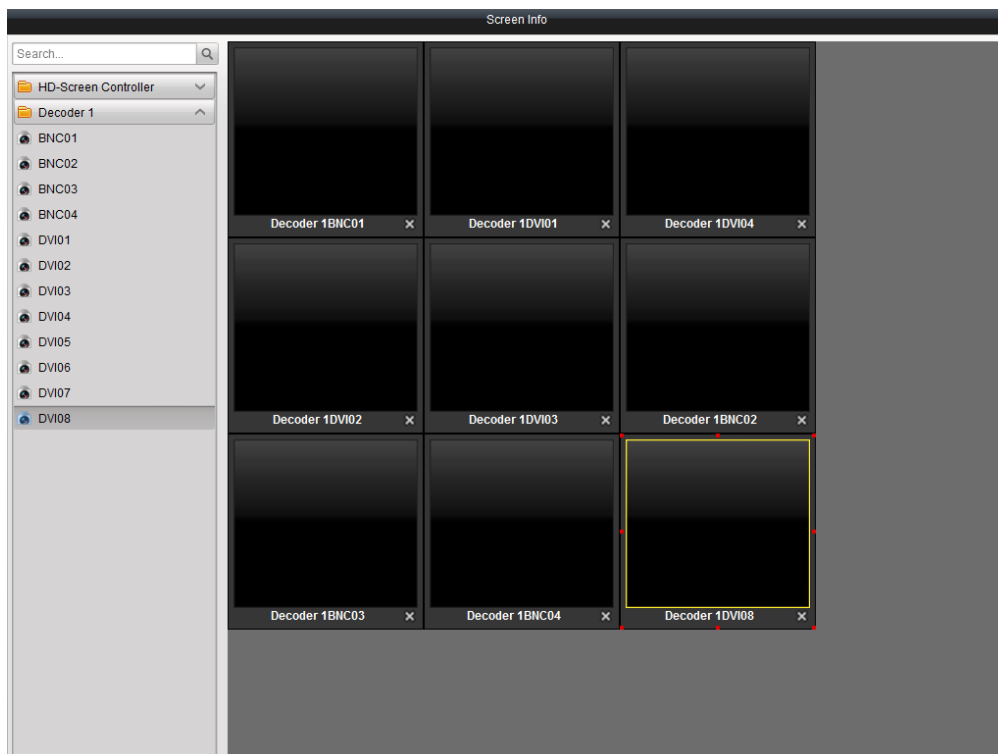 Screen Info
Search...
HD-Screen Controller
Decoder 1
BNC01
BNC02
BNC03
BNC04
DVI01
DVI02
DVI03
DVI04
DVI05
DVI06
DVI07
DVI08
Decoder 1BNC01
Decoder 1DVI01
Decoder 1DVI04
Decoder 1DVI02
Decoder 1DVI03
Decoder 1BNC02
Decoder 1BNC03
Decoder 1BNC04
Decoder 1DVI08